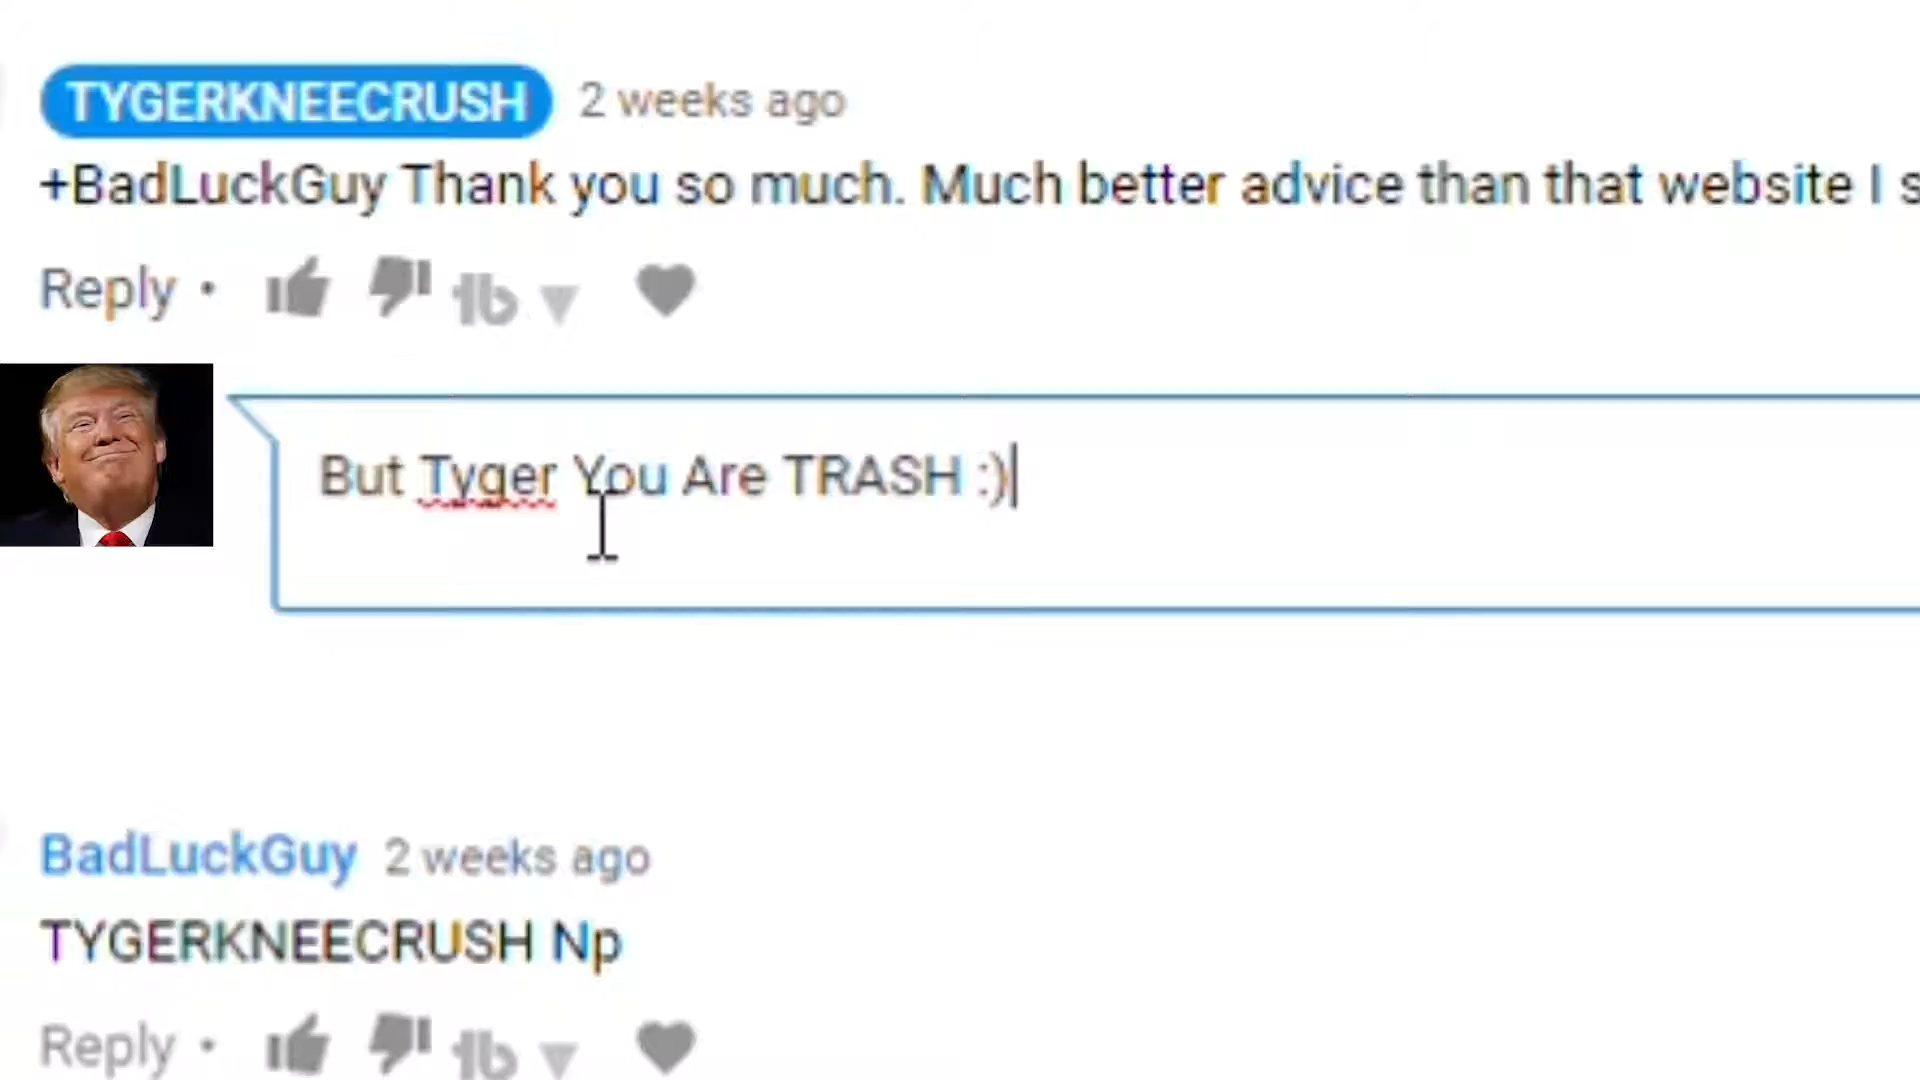 TYGERKNEECRUSH 2 weeks ago
+BadLuckGuy Thank you so much. Much better advice than that website I s
Reply •
But Tyger You Are TRASH :)
BadLuckGuy 2 weeks ago
TYGERKNEECRUSH Np
Reply •